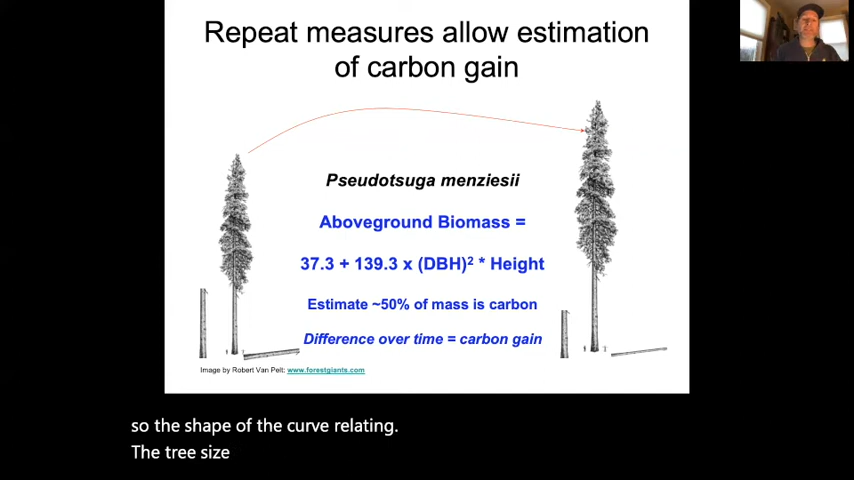 Repeat measures allow estimation
of carbon gain
Pseudotsuga menziesii
Aboveground Biomass =
37.3 + 139.3 x (DBH)² * Height
Estimate ~50% of mass is carbon
Difference over time = carbon gain
Image by Robert Van Pelt: www.forestgiants.com
so the shape of the curve relating.
The tree size